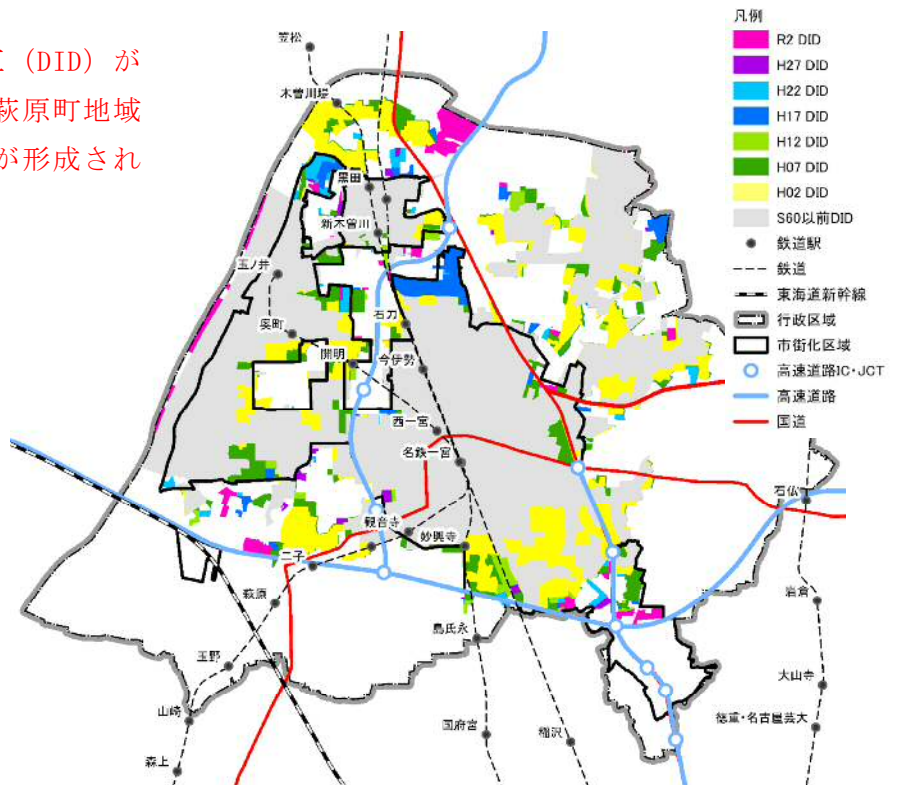 区（DID）が
萩原町地域
が形成され
凡例
R2 DID
H27 DID
H22 DID
H17 DID
H12 DID
H07 DID
H02 DID
S60以前DID
鉄道駅
鉄道
東海道新幹線
行政区域
市街化区域
高速道路IC・JCT
高速道路
国道
笠松
木曽川堤
黒田
新木曽川
玉ノ井
石刀
奥町
開明
今伊勢
西一宮
名鉄一宮
石仏
観音寺
妙興寺
二子
萩原
岩倉
島氏永
玉野
大山寺
山崎
国府宮
稲沢
徳重・名古屋芸大
森上